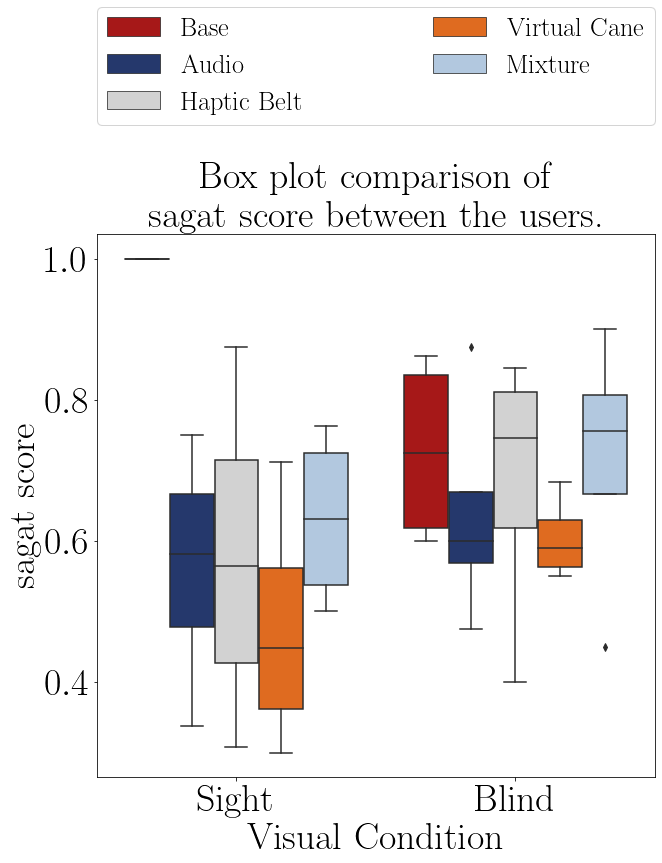 Base
Audio
Haptic Belt
Virtual Cane
Mixture
Box plot comparison of
sagat score between the users.
sagat score
1.0
0.8
0.6
0.4
Sight
Blind
Visual Condition